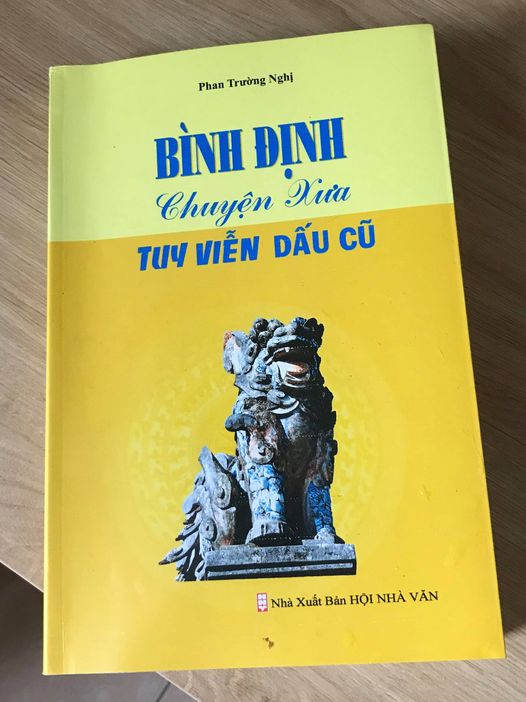 Phan Trường Nghị
BÌNH ĐỊNH
Chuyện Xưa
TUY VIỄN DẤU CŨ
Nhà Xuất Bản HỘI NHÀ VĂN